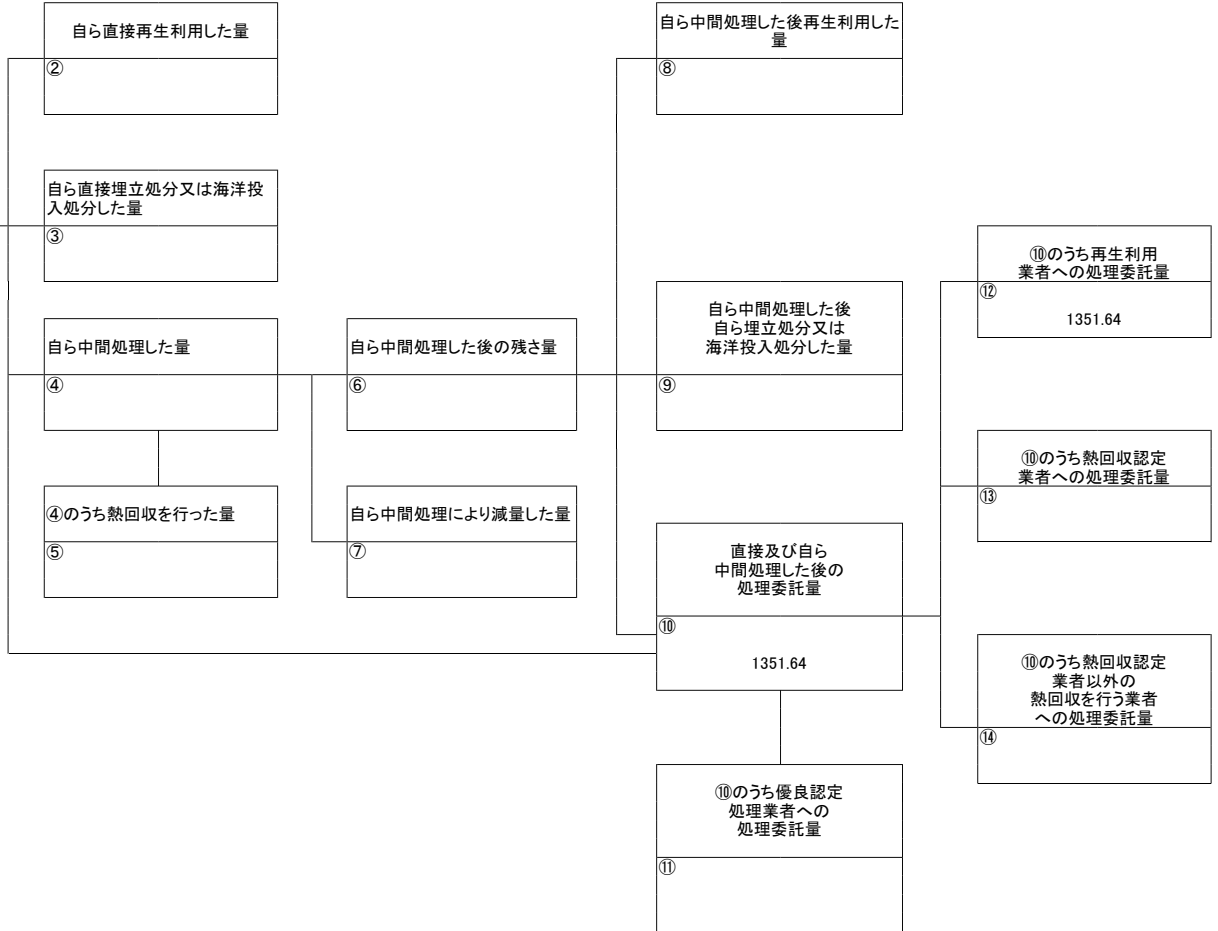 自ら直接再生利用した量
②
自ら直接埋立処分又は海洋投
入処分した量
③
自ら中間処理した量
④
④のうち熱回収を行った量
⑤
自ら中間処理した後の残さ量
⑥
自ら中間処理により減量した量
⑦
自ら中間処理した後再生利用した
量
⑧
自ら中間処理した後
自ら埋立処分又は
海洋投入処分した量
⑨
直接及び自ら
中間処理した後の
処理委託量
⑩
1351.64
⑩のうち優良認定
処理業者への
処理委託量
⑪
⑩のうち再生利用
業者への処理委託量
⑫
1351.64
⑩のうち熱回収認定
業者への処理委託量
⑬
⑩のうち熱回収認定
業者以外の
熱回収を行う業者
への処理委託量
⑭